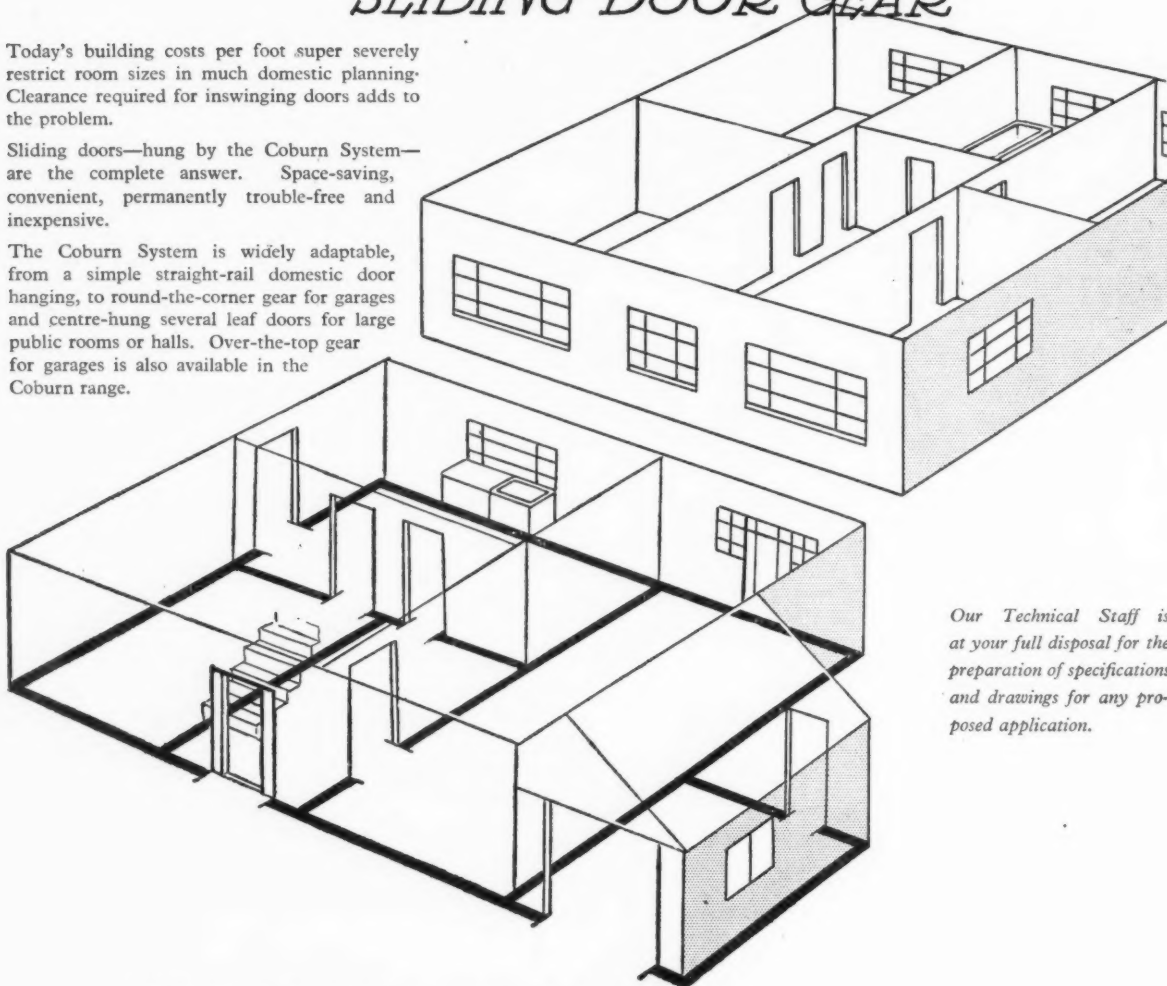 SLIDING DOOR GEAR
Today's building costs per foot super severely
restrict room sizes in much domestic planning.
Clearance required for inswinging doors adds to
the problem.
Sliding doors—hung by the Coburn System—
are the complete answer. Space-saving,
convenient, permanently trouble-free and
inexpensive.
The Coburn System is widely adaptable,
from a simple straight-rail domestic door
hanging, to round-the-corner gear for garages
and centre-hung several leaf doors for large
public rooms or halls. Over-the-top gear
for garages is also available in the
Coburn range.
Our Technical Staff is
at your full disposal for the
preparation of specifications
and drawings for any pro-
posed application.